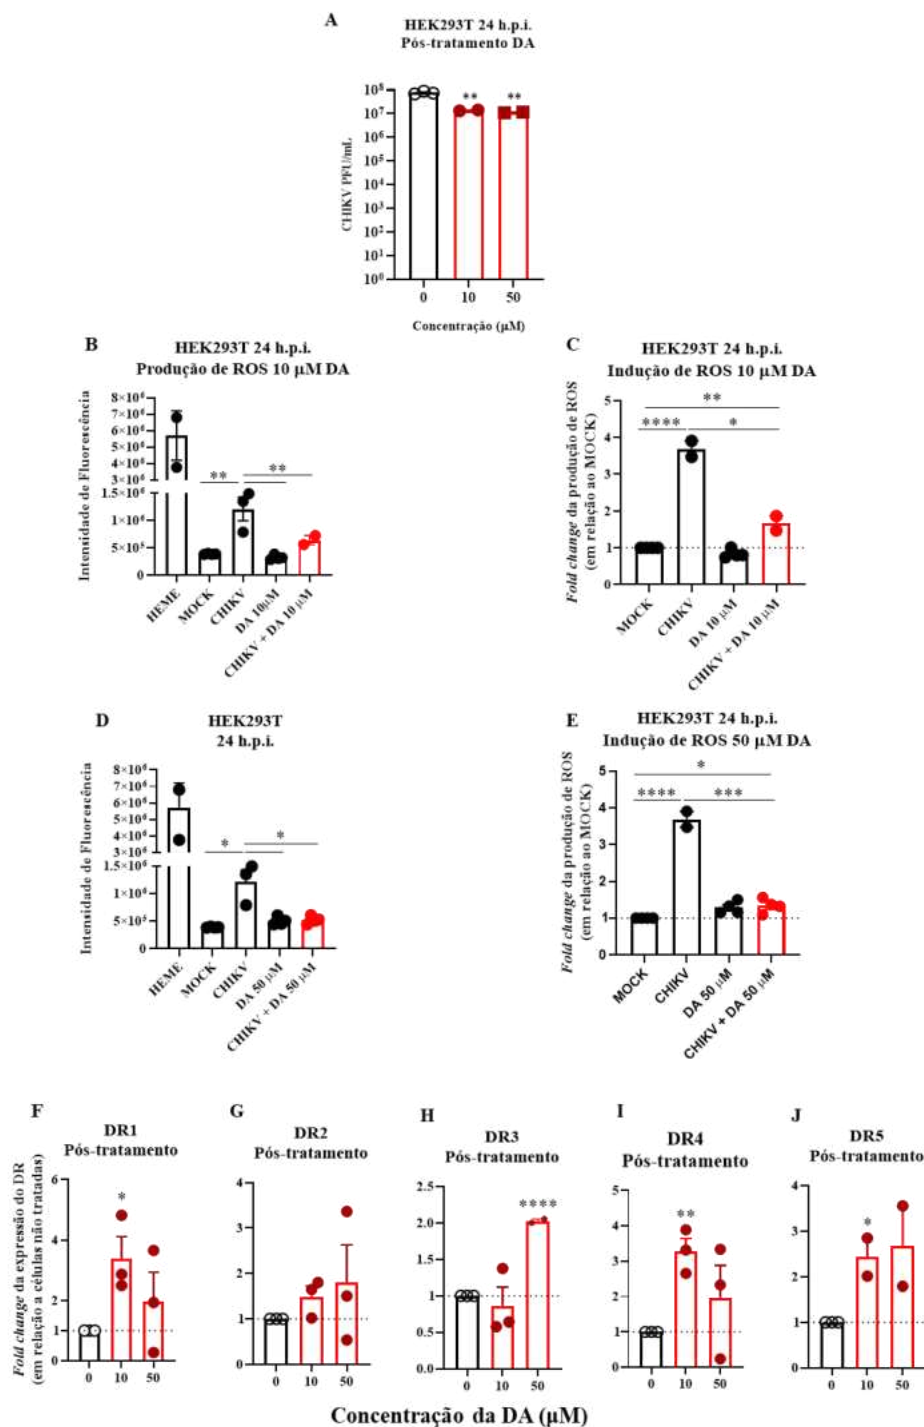 A
HEK293T 24 h.p.i.
Pós-tratamento DA
CHIKV PFU/mL
10⁸
10⁷
10⁶
10⁵
10⁴
10³
10²
10¹
10⁰
** **
0 10 50
Concentração (µM)
B
HEK293T 24 h.p.i.
Produção de ROS 10 µM DA
Intensidade de Fluorescência
8×10⁶
7×10⁶
6×10⁶
5×10⁶
4×10⁶
3×10⁶
1.5×10⁶
1×10⁶
5×10⁵
0
** **
HEME MOCK CHIKV DA 10µM CHIKV + DA 10 µM
C
HEK293T 24 h.p.i.
Indução de ROS 10 µM DA
Fold change da produção de ROS
(em relação ao MOCK)
5
4
3
2
1
0
**
**** *
MOCK CHIKV DA 10 µM CHIKV + DA 10 µM
D
HEK293T
24 h.p.i.
Intensidade de Fluorescência
8×10⁶
7×10⁶
6×10⁶
5×10⁶
4×10⁶
3×10⁶
1.5×10⁶
1×10⁶
5×10⁵
0
* *
HEME MOCK CHIKV DA 50 µM CHIKV + DA 50 µM
E
HEK293T 24 h.p.i.
Indução de ROS 50 µM DA
Fold change da produção de ROS
(em relação ao MOCK)
5
4
3
2
1
0
*
**** ***
MOCK CHIKV DA 50 µM CHIKV + DA 50 µM
F
DR1
Pós-tratamento
Fold change da expressão do DR
(em relação a células não tratadas)
6
4
2
1
0
*
0 10 50
G
DR2
Pós-tratamento
4
3
2
1
0
0 10 50
H
DR3
Pós-tratamento
2.5
2.0
1.5
1.0
0.5
0.0
****
0 10 50
I
DR4
Pós-tratamento
5
4
3
2
1
0
**
0 10 50
J
DR5
Pós-tratamento
4
3
2
1
0
*
0 10 50
Concentração da DA (µM)